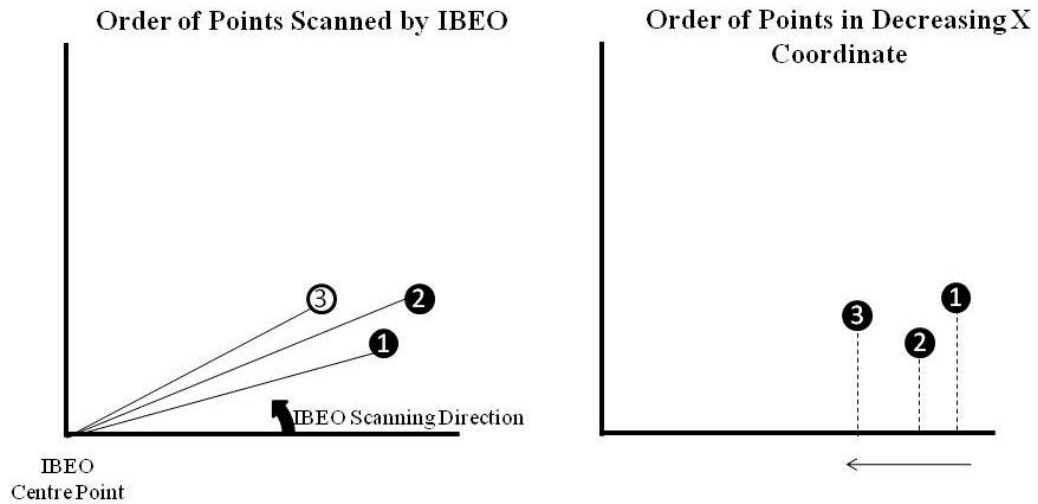 Order of Points Scanned by IBEO
3
2
1
IBEO Scanning Direction
IBEO
Centre Point
Order of Points in Decreasing X
Coordinate
1
3
2